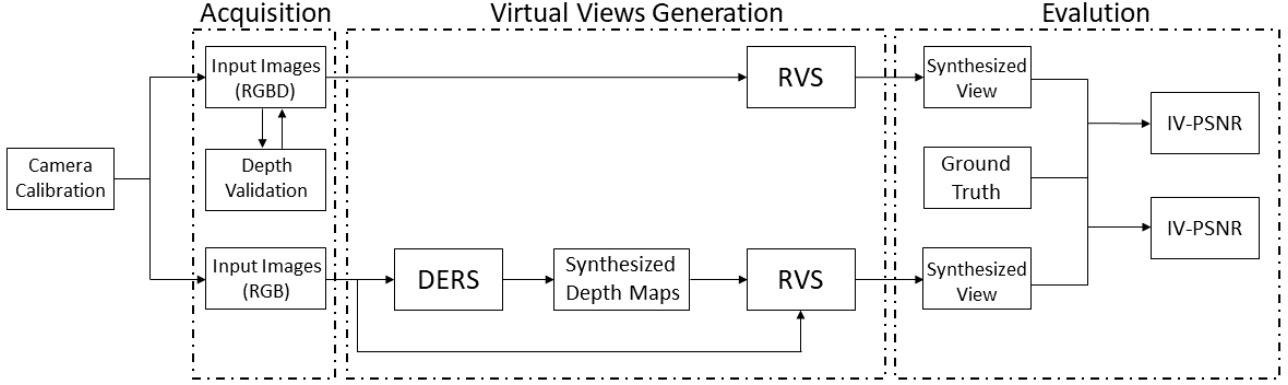 Acquisition
Virtual Views Generation
Evalution
Camera
Calibration
Input Images
(RGBD)
Depth
Validation
Input Images
(RGB)
RVS
DERS
Synthesized
Depth Maps
RVS
Synthesized
View
Ground
Truth
Synthesized
View
IV-PSNR
IV-PSNR